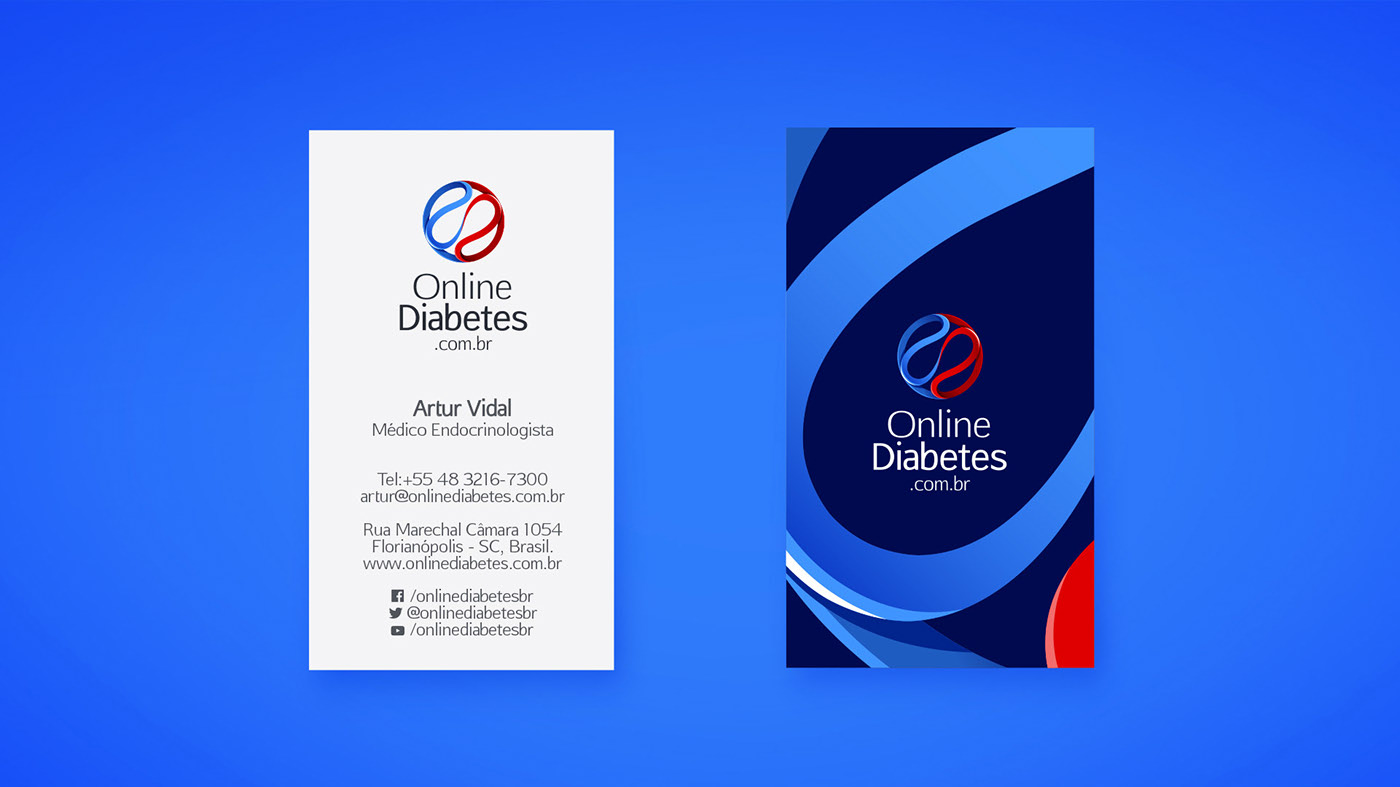 Online
Diabetes
.com.br
Artur Vidal
Médico Endocrinologista
Tel:+55 48 3216-7300
artur@onlinediabetes.com.br
Rua Marechal Câmara 1054
Florianópolis - SC, Brasil.
www.onlinediabetes.com.br
/onlinediabetesbr
@onlinediabetesbr
/onlinediabetesbr
Online
Diabetes
.com.br